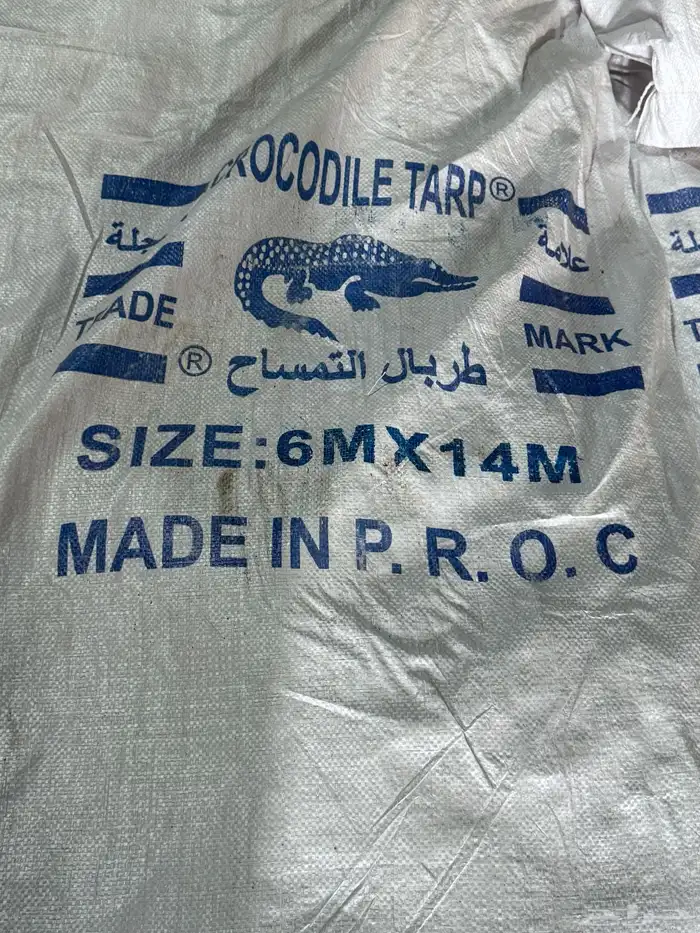 CROCODILE TARP®
علامة
TRADE MARK
® طربال التمساح
SIZE:6MX14M
MADE IN P. R. O. C